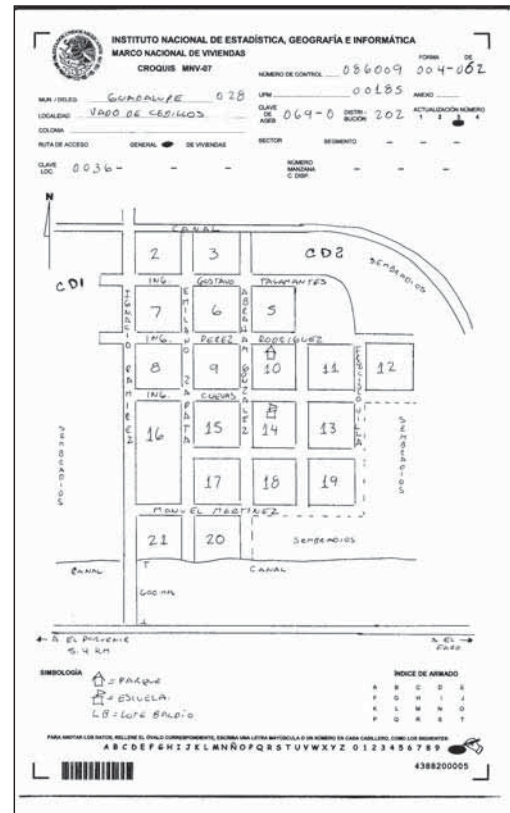 INSTITUTO NACIONAL DE ESTADÍSTICA, GEOGRAFÍA E INFORMÁTICA
MARCO NACIONAL DE VIVIENDAS
CROQUIS MNV-07
FORMA DE
NÚMERO DE CONTROL 086009 004-062
MUN / DELEG GUADALUPE 028
UPM 00185 ANEXO
LOCALIDAD VADO DE CEDILLOS
CLAVE DE AGEB 069-0 DISTRIBUCIÓN 202 ACTUALIZACIÓN NÚMERO
1 2 3 4
COLONIA
RUTA DE ACCESO GENERAL DE VIVIENDAS SECTOR SEGMENTO
CLAVE LOC. 0036-
NÚMERO MANZANA C. DISP.
N
CANAL
2 3 CD2
SEMBRADIOS
CD1
ING. GUSTAVO TALAMANTES
7 6 5
IGNACIO RAMIREZ
EMILIANO ZAPATA
ABRAHAM GONZALEZ
ING. PEREZ RODRIGUEZ
8 9 10 11 12
FRANCISCO VILLA
ING. CUEVAS
16 15 14 13
SEMBRADIOS
SEMBRADIOS
17 18 19
MANUEL MARTINEZ
21 20 SEMBRADIOS
CANAL CANAL
600 mts
A EL PORVENIR
5.4 KM
A EL
SIMBOLOGÍA
= PARQUE
= ESCUELA
LB = LOTE BALDIO
ÍNDICE DE ARMADO
A B C D E
F G H I J
K L M N O
P Q R S T
PARA ANOTAR LOS DATOS, RELLENE EL ÓVALO CORRESPONDIENTE, ESCRIBA UNA LETRA MAYÚSCULA O UN NÚMERO EN CADA CASILLERO, COMO LOS SIGUIENTES:
A B C D E F G H I J K L M N Ñ O P Q R S T U V W X Y Z 0 1 2 3 4 5 6 7 8 9
4388200005